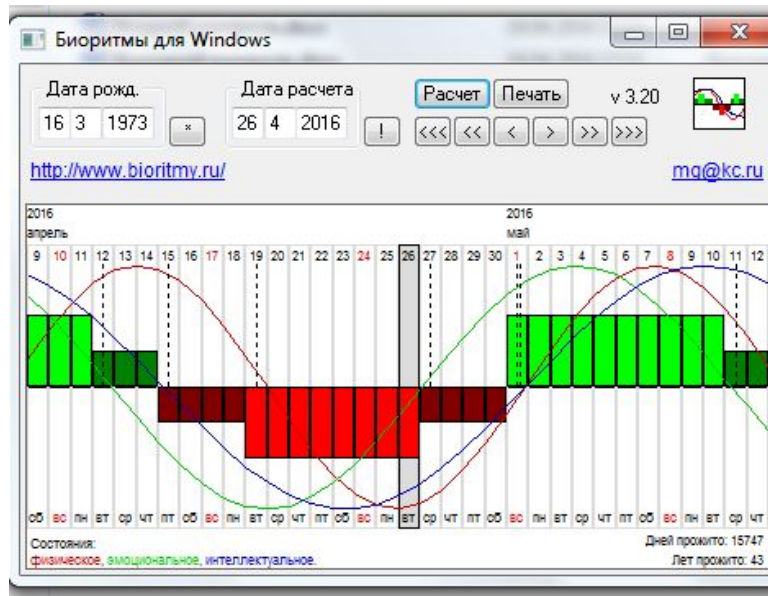 Биоритмы для Windows
Дата рожд. Дата расчета Расчет Печать v 3.20
16 3 1973 * 26 4 2016 ! <<< << < > >> >>>
http://www.bioritmy.ru/ mq@kc.ru
2016 2016
апрель май
9 10 11 12 13 14 15 16 17 18 19 20 21 22 23 24 25 26 27 28 29 30 1 2 3 4 5 6 7 8 9 10 11 12
сб вс пн вт ср чт пт сб вс пн вт ср чт пт сб вс пн вт ср чт пт сб вс пн вт ср чт пт сб вс пн вт ср чт
Состояния: Дней прожито: 15747
физическое, эмоциональное, интеллектуальное. Лет прожито: 43